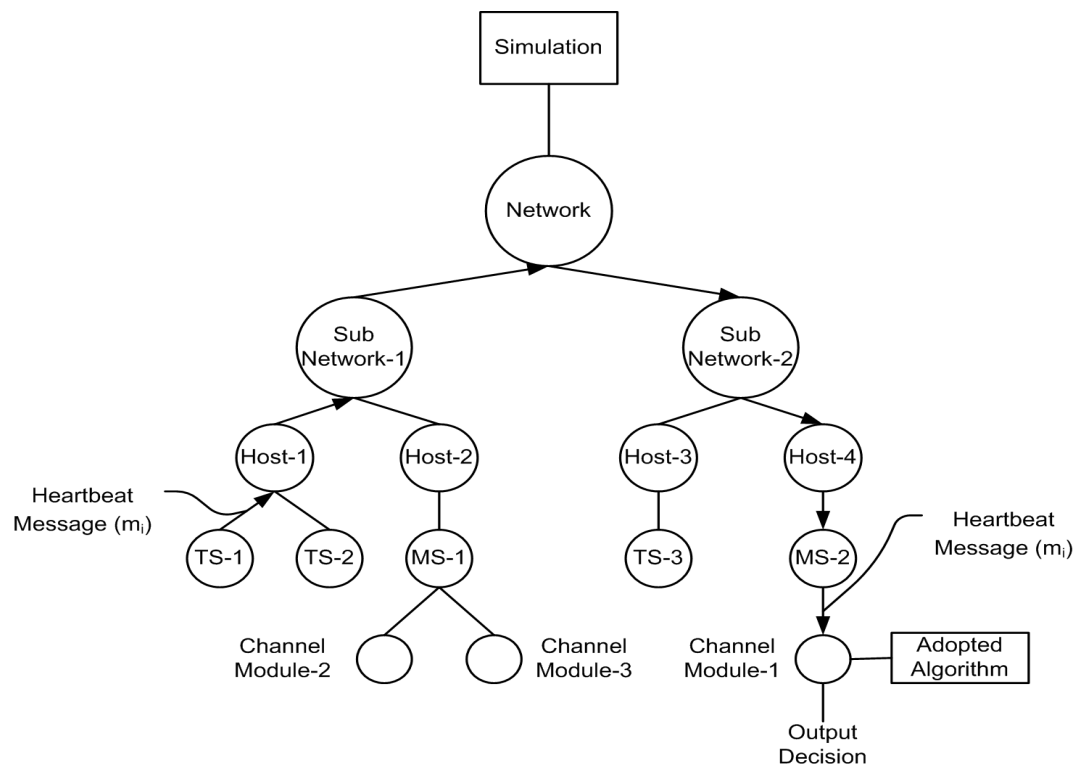 Simulation
Network
Sub
Network-1
Sub
Network-2
Host-1
Host-2
Host-3
Host-4
Heartbeat
Message (mᵢ)
Heartbeat
Message (mᵢ)
TS-1
TS-2
MS-1
TS-3
MS-2
Channel
Module-2
Channel
Module-3
Channel
Module-1
Adopted
Algorithm
Output
Decision